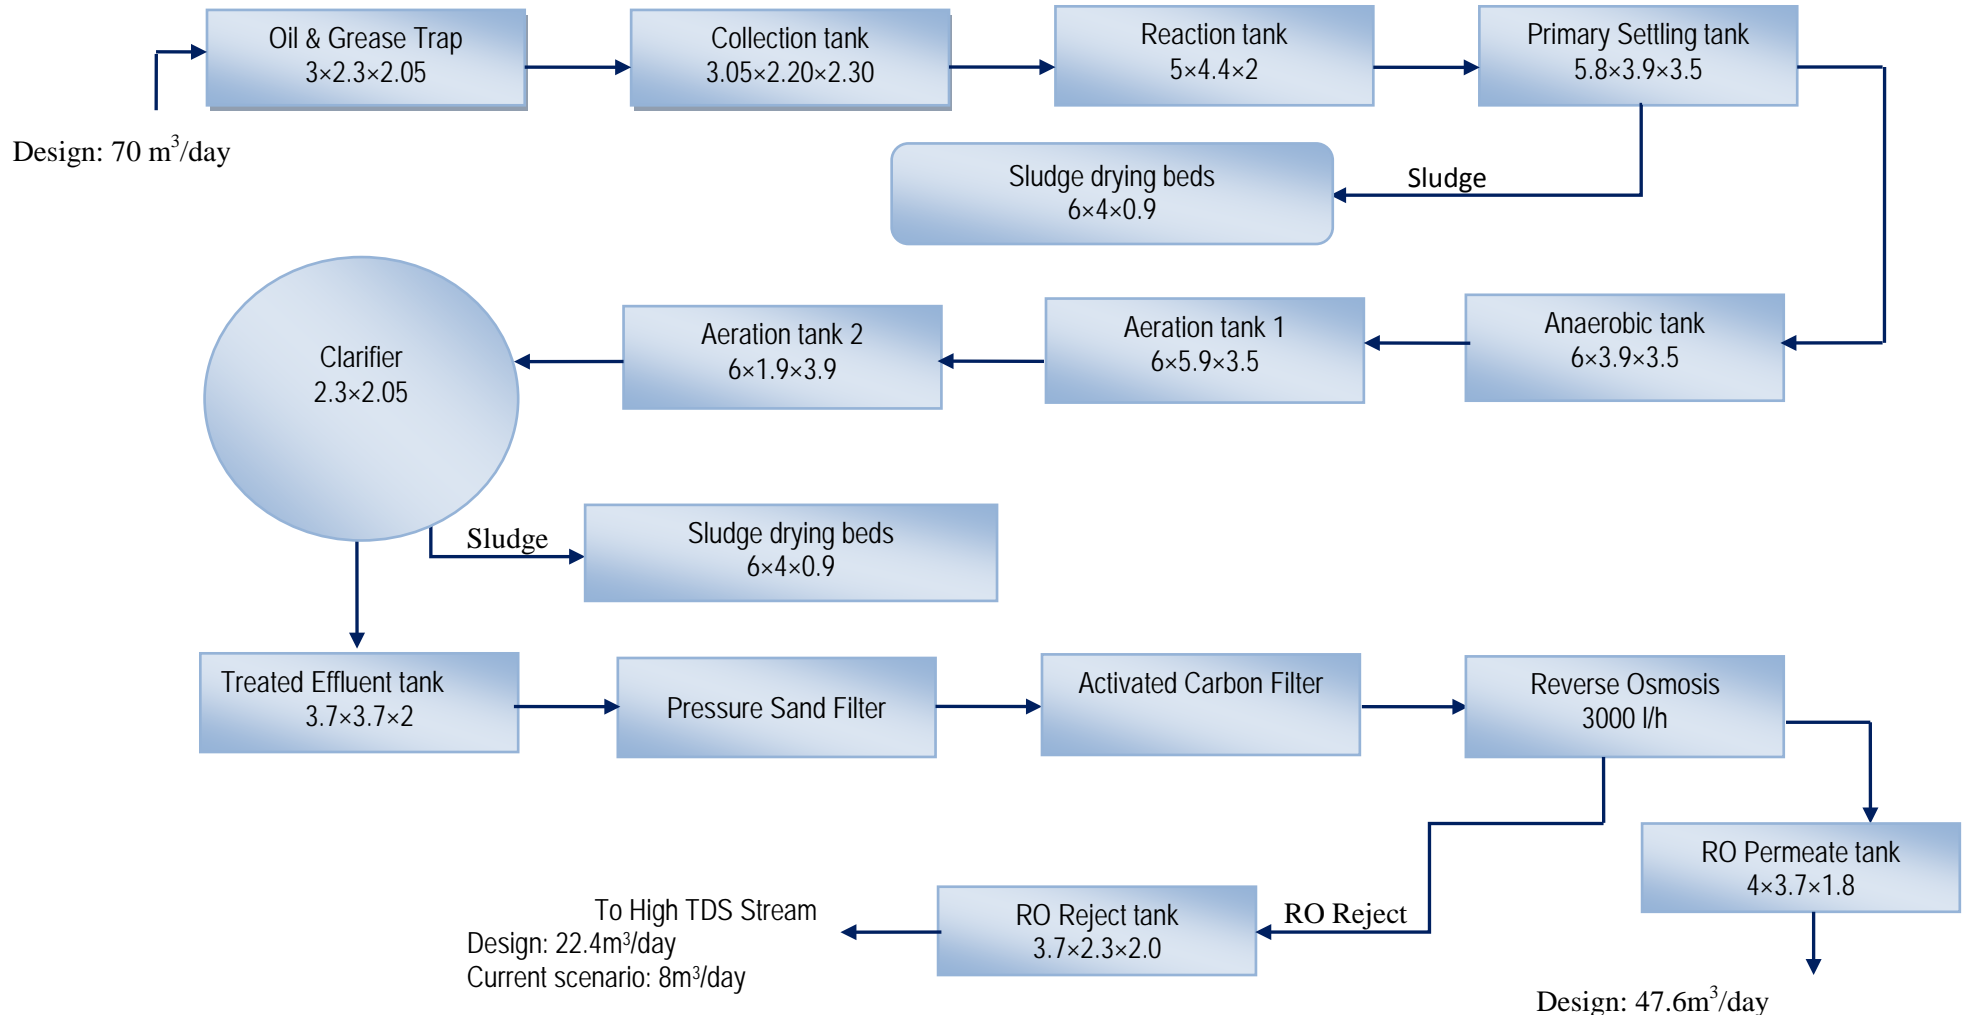 Oil & Grease Trap
3×2.3×2.05
Collection tank
3.05×2.20×2.30
Reaction tank
5×4.4×2
Primary Settling tank
5.8×3.9×3.5
Design: 70 m³/day
Sludge drying beds
6×4×0.9
Sludge
Clarifier
2.3×2.05
Aeration tank 2
6×1.9×3.9
Aeration tank 1
6×5.9×3.5
Anaerobic tank
6×3.9×3.5
Sludge
Sludge drying beds
6×4×0.9
Treated Effluent tank
3.7×3.7×2
Pressure Sand Filter
Activated Carbon Filter
Reverse Osmosis
3000 l/h
RO Permeate tank
4×3.7×1.8
To High TDS Stream
Design: 22.4m³/day
Current scenario: 8m³/day
RO Reject tank
3.7×2.3×2.0
RO Reject
Design: 47.6m³/day